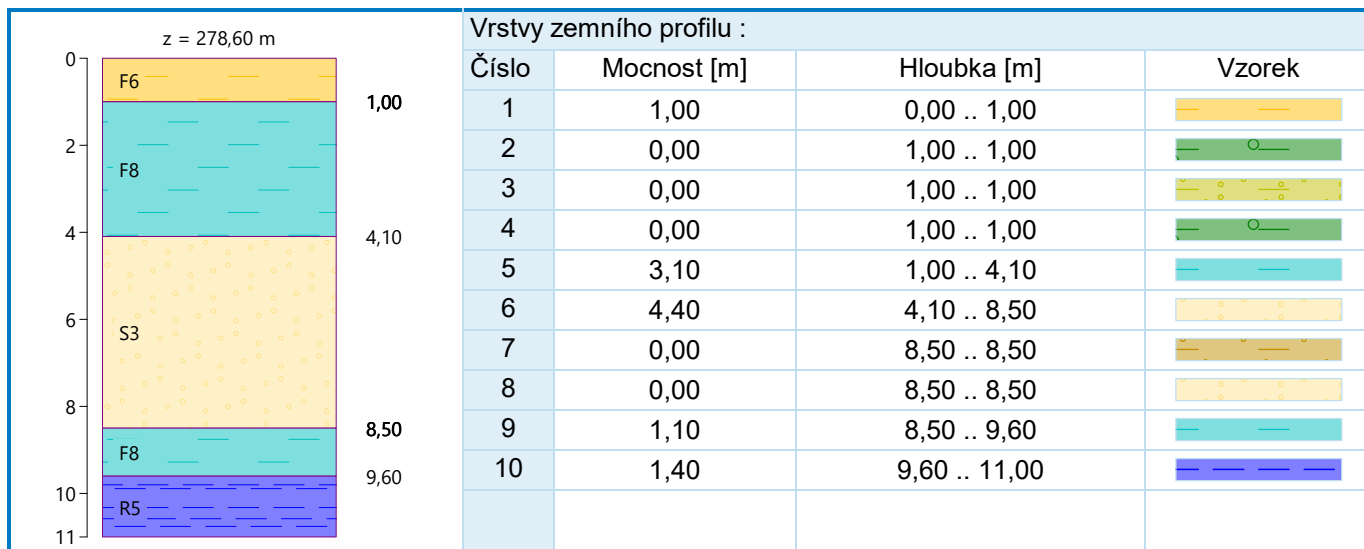 z = 278,60 m
0
F6
1,00
2
F8
4
4,10
6
S3
8
8,50
F8
9,60
10
R5
11
Vrstvy zemního profilu :
Číslo Mocnost [m] Hloubka [m] Vzorek
1 1,00 0,00 .. 1,00
2 0,00 1,00 .. 1,00
3 0,00 1,00 .. 1,00
4 0,00 1,00 .. 1,00
5 3,10 1,00 .. 4,10
6 4,40 4,10 .. 8,50
7 0,00 8,50 .. 8,50
8 0,00 8,50 .. 8,50
9 1,10 8,50 .. 9,60
10 1,40 9,60 .. 11,00